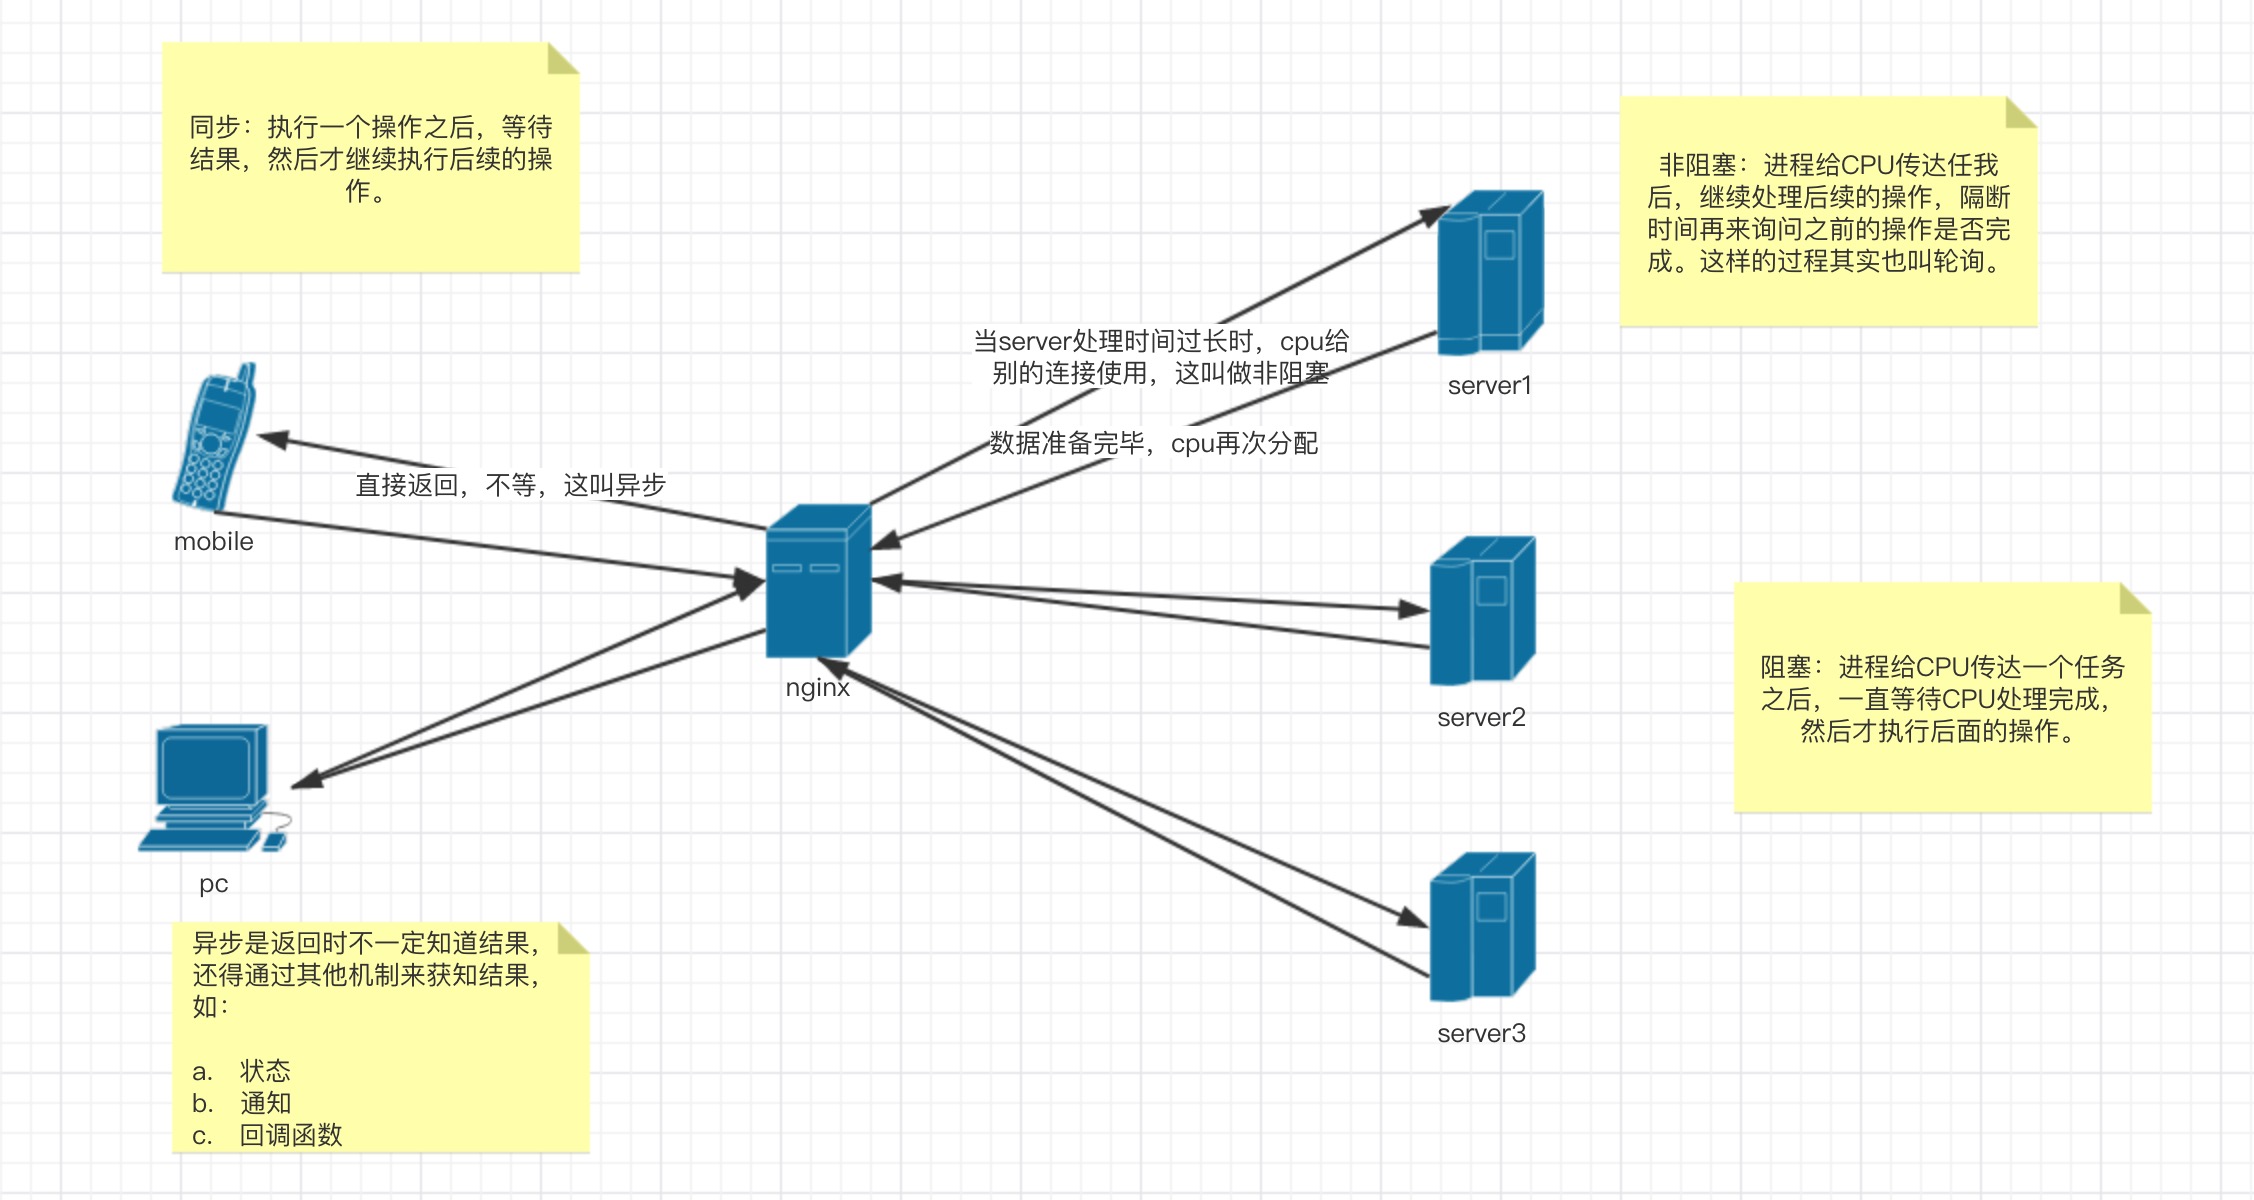 同步：执行一个操作之后，等待
结果，然后才继续执行后续的操
作。
非阻塞：进程给CPU传达任我
后，继续处理后续的操作，隔断
时间再来询问之前的操作是否完
成。这样的过程其实也叫轮询。
当server处理时间过长时，cpu给
别的连接使用，这叫做非阻塞
server1
数据准备完毕，cpu再次分配
直接返回，不等，这叫异步
mobile
nginx
server2
阻塞：进程给CPU传达一个任务
之后，一直等待CPU处理完成，
然后才执行后面的操作。
pc
异步是返回时不一定知道结果，
还得通过其他机制来获知结果，
如：
a. 状态
b. 通知
c. 回调函数
server3